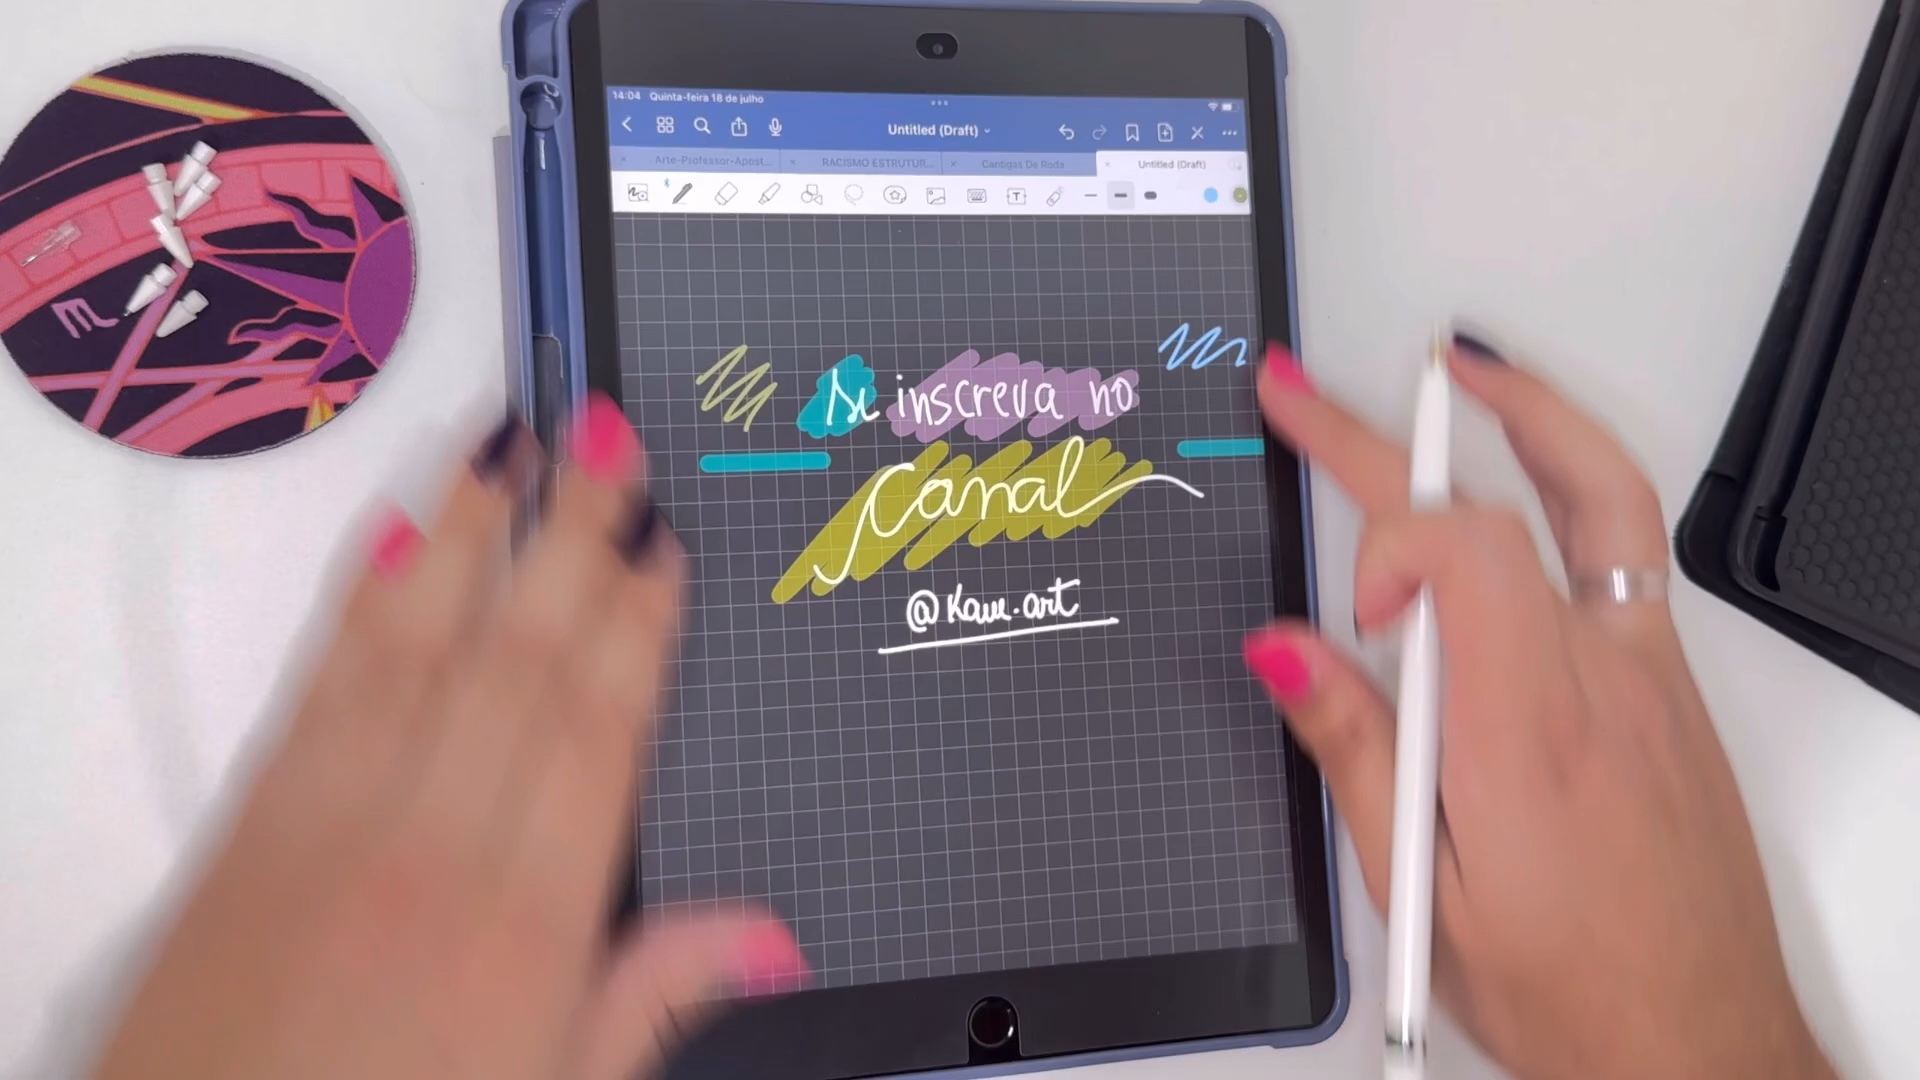 14:04 Quinta-feira 18 de julho
Untitled (Draft)
Arte-Professor-Apost... RACISMO ESTRUTUR... Cantigas De Roda Untitled (Draft)
T
Se inscreva no
Canal
@Kawe.art